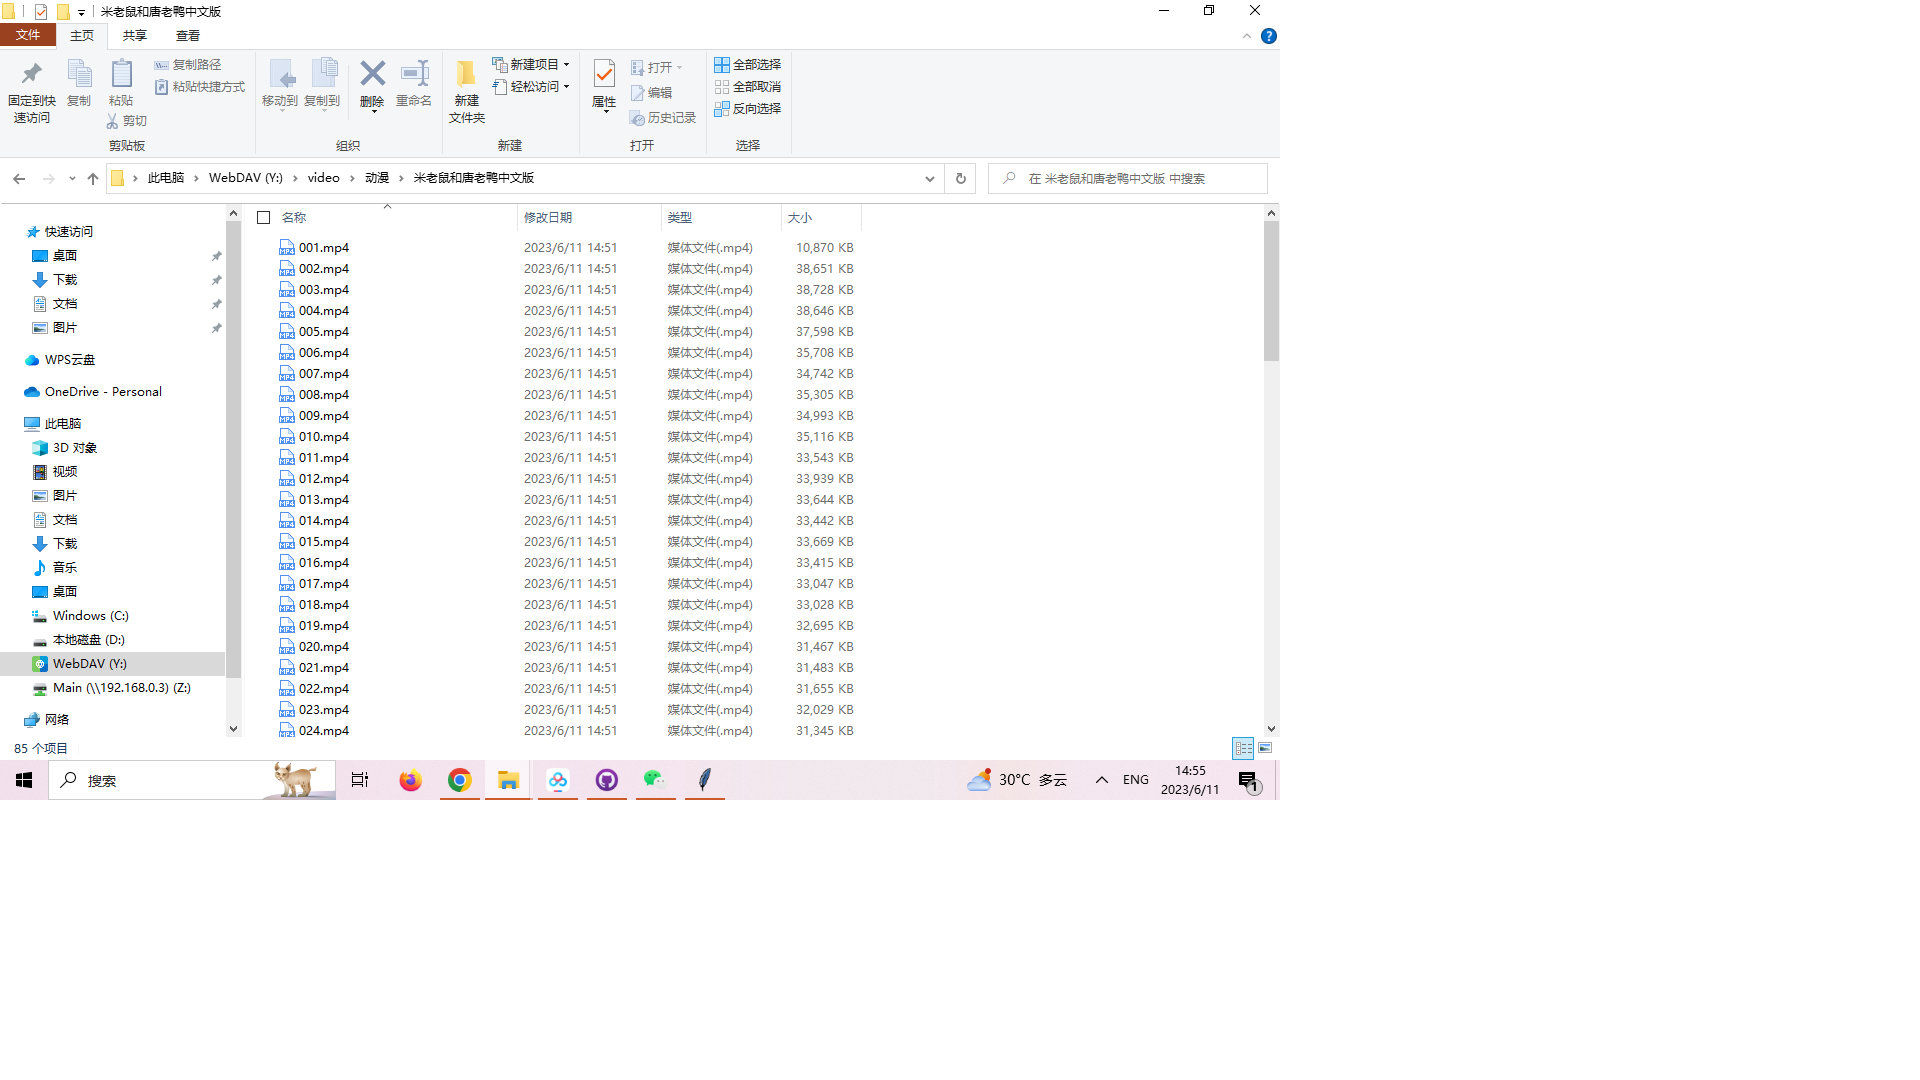 米老鼠和唐老鸭中文版
文件 主页 共享 查看
固定到快速访问
复制
粘贴
复制路径
粘贴快捷方式
剪切
剪贴板
移动到
复制到
删除
重命名
组织
新建文件夹
新建项目
轻松访问
新建
属性
打开
编辑
历史记录
打开
全部选择
全部取消
反向选择
选择
此电脑 › WebDAV (Y:) › video › 动漫 › 米老鼠和唐老鸭中文版
在 米老鼠和唐老鸭中文版 中搜索
快速访问
桌面
下载
文档
图片
WPS云盘
OneDrive - Personal
此电脑
3D 对象
视频
图片
文档
下载
音乐
桌面
Windows (C:)
本地磁盘 (D:)
WebDAV (Y:)
Main (\\192.168.0.3) (Z:)
网络
名称 修改日期 类型 大小
001.mp4 2023/6/11 14:51 媒体文件(.mp4) 10,870 KB
002.mp4 2023/6/11 14:51 媒体文件(.mp4) 38,651 KB
003.mp4 2023/6/11 14:51 媒体文件(.mp4) 38,728 KB
004.mp4 2023/6/11 14:51 媒体文件(.mp4) 38,646 KB
005.mp4 2023/6/11 14:51 媒体文件(.mp4) 37,598 KB
006.mp4 2023/6/11 14:51 媒体文件(.mp4) 35,708 KB
007.mp4 2023/6/11 14:51 媒体文件(.mp4) 34,742 KB
008.mp4 2023/6/11 14:51 媒体文件(.mp4) 35,305 KB
009.mp4 2023/6/11 14:51 媒体文件(.mp4) 34,993 KB
010.mp4 2023/6/11 14:51 媒体文件(.mp4) 35,116 KB
011.mp4 2023/6/11 14:51 媒体文件(.mp4) 33,543 KB
012.mp4 2023/6/11 14:51 媒体文件(.mp4) 33,939 KB
013.mp4 2023/6/11 14:51 媒体文件(.mp4) 33,644 KB
014.mp4 2023/6/11 14:51 媒体文件(.mp4) 33,442 KB
015.mp4 2023/6/11 14:51 媒体文件(.mp4) 33,669 KB
016.mp4 2023/6/11 14:51 媒体文件(.mp4) 33,415 KB
017.mp4 2023/6/11 14:51 媒体文件(.mp4) 33,047 KB
018.mp4 2023/6/11 14:51 媒体文件(.mp4) 33,028 KB
019.mp4 2023/6/11 14:51 媒体文件(.mp4) 32,695 KB
020.mp4 2023/6/11 14:51 媒体文件(.mp4) 31,467 KB
021.mp4 2023/6/11 14:51 媒体文件(.mp4) 31,483 KB
022.mp4 2023/6/11 14:51 媒体文件(.mp4) 31,655 KB
023.mp4 2023/6/11 14:51 媒体文件(.mp4) 32,029 KB
024.mp4 2023/6/11 14:51 媒体文件(.mp4) 31,345 KB
85 个项目
搜索
30°C 多云
ENG
14:55
2023/6/11
1